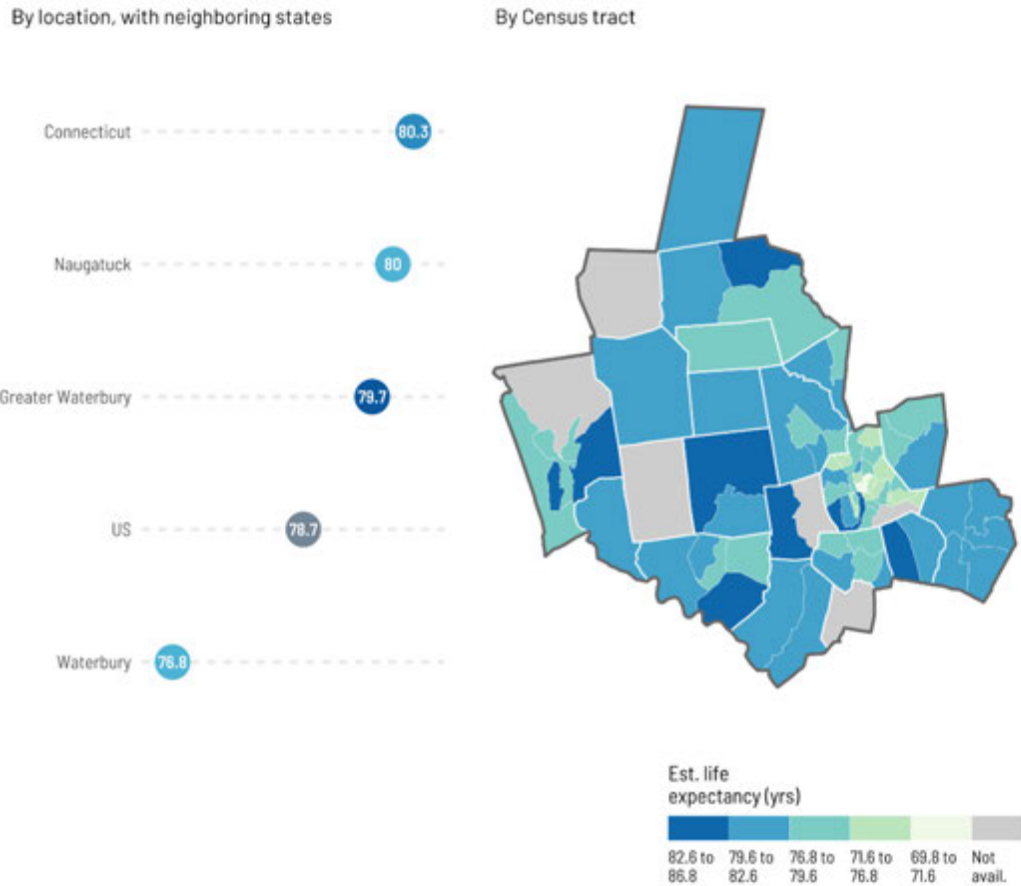 By location, with neighboring states
By Census tract
Connecticut
80.3
Naugatuck
80
Greater Waterbury
79.7
US
78.7
Waterbury
76.8
Est. life
expectancy (yrs)
82.6 to
86.8
79.6 to
82.6
76.8 to
79.6
71.6 to
76.8
69.8 to
71.6
Not
avail.